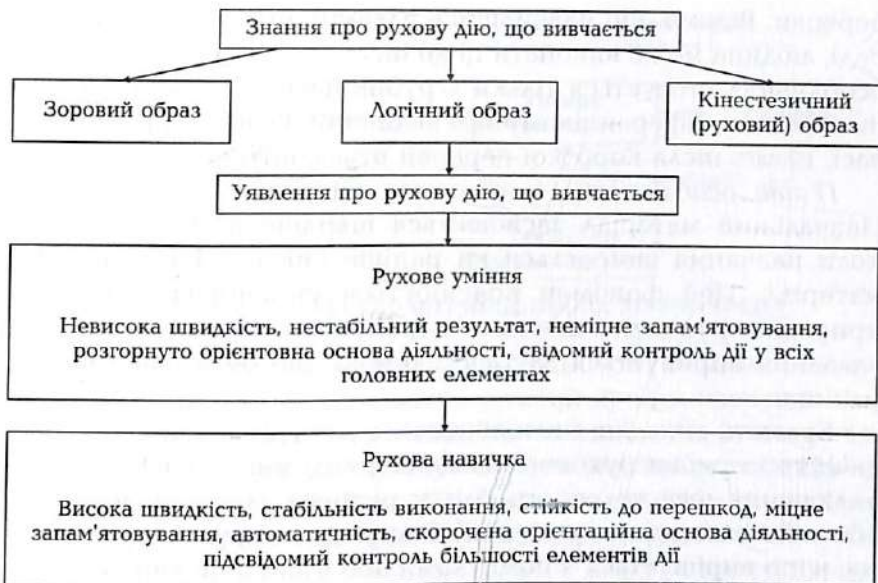 Знання про рухову дію, що вивчається
Зоровий образ
Логічний образ
Кінестезичний
(руховий) образ
Уявлення про рухову дію, що вивчається
Рухове уміння
Невисока швидкість, нестабільний результат, неміцне запам'ятовування,
розгорнуто орієнтовна основа діяльності, свідомий контроль дії у всіх
головних елементах
Рухова навичка
Висока швидкість, стабільність виконання, стійкість до перешкод, міцне
запам'ятовування, автоматичність, скорочена орієнтаційна основа діяльності,
підсвідомий контроль більшості елементів дії